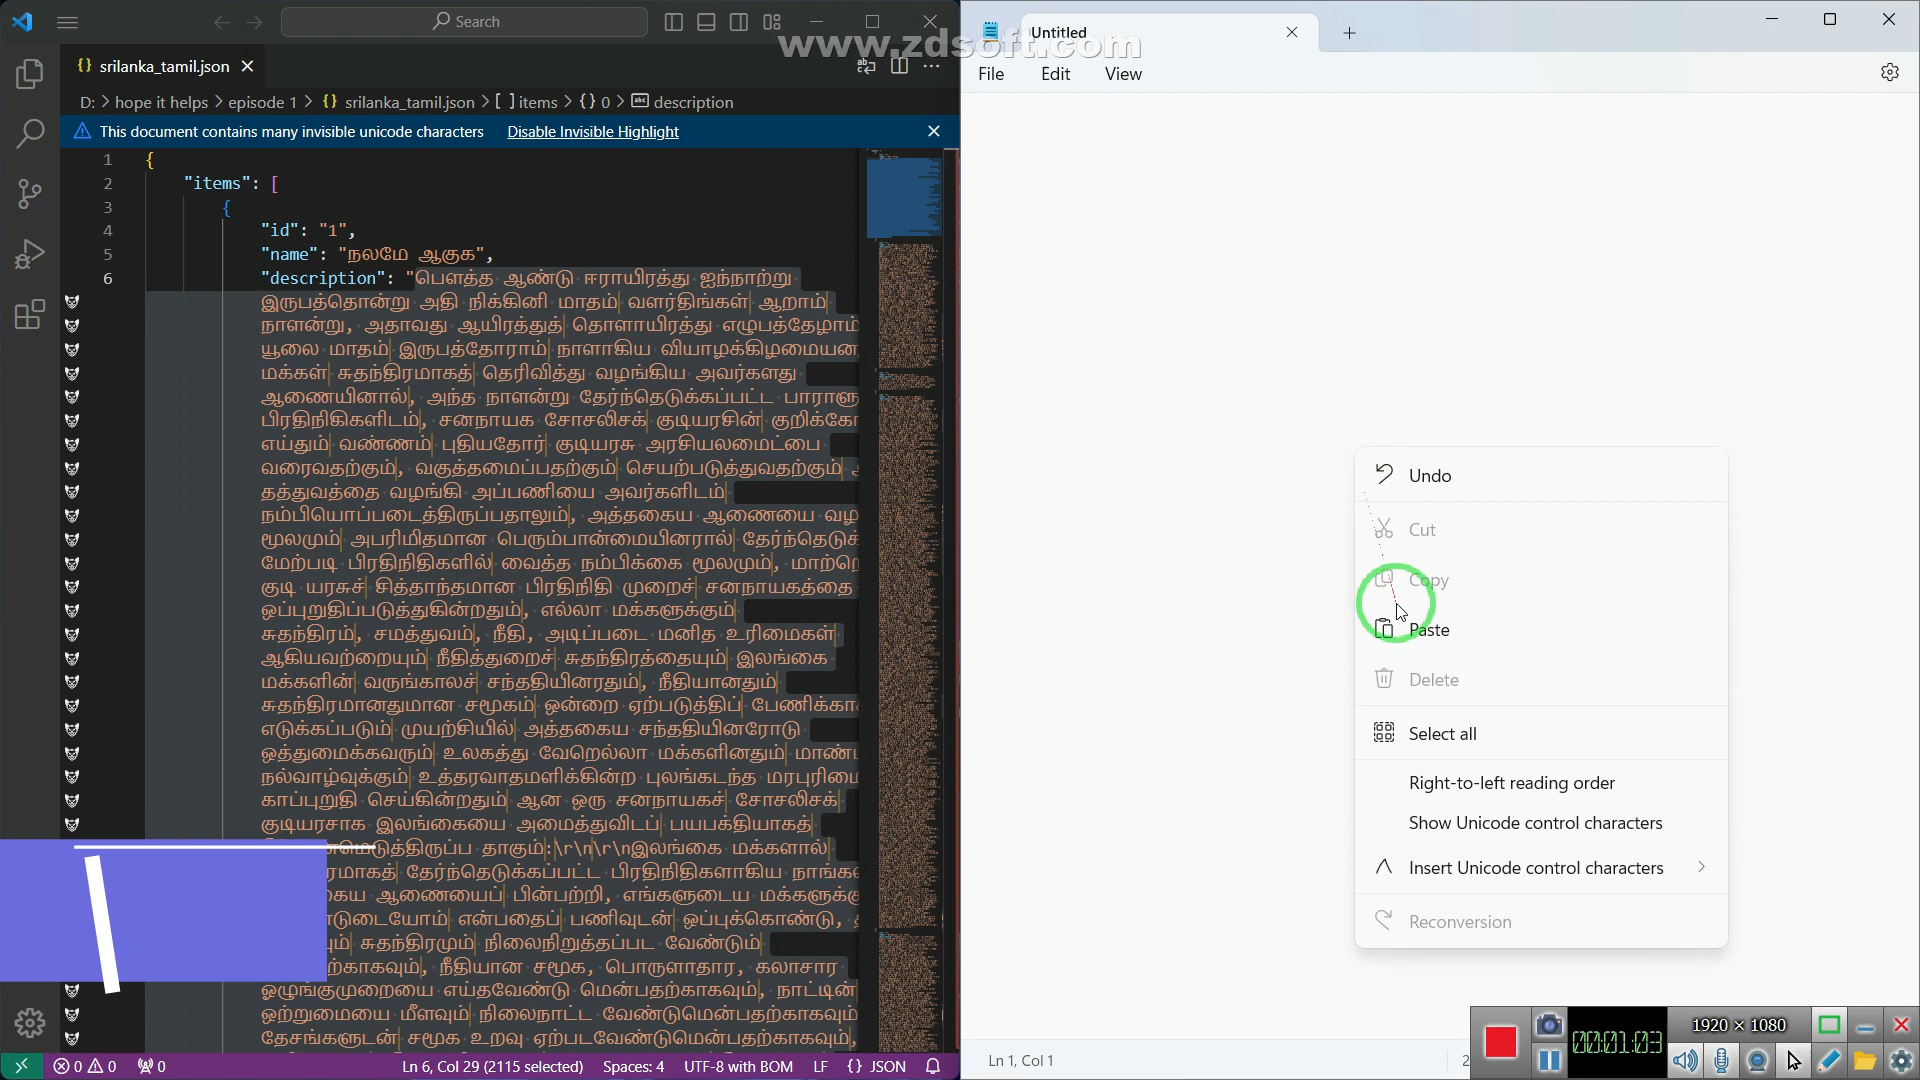 Search
www.zdsoft.com
Untitled
srilanka_tamil.json
File Edit View
D: > hope it helps > episode 1 > {} srilanka_tamil.json > [ ] items > {} 0 > description
This document contains many invisible unicode characters Disable Invisible Highlight
1 {
2 "items": [
3 {
4 "id": "1",
5 "name": "நலமே ஆகுக",
6 "description": "பௌத்த ஆண்டு ஈராயிரத்து ஐந்நாற்று
இருபத்தொன்று அதி நிக்கினி மாதம் வளர்திங்கள் ஆறாம்
நாளன்று, அதாவது ஆயிரத்துத் தொளாயிரத்து எழுபத்தேழாம்
யூலை மாதம் இருபத்தோராம் நாளாகிய
மக்கள் சுதந்திரமாகத் தெரிவித்து வழங்கிய அவர்களது
ஆணையினால், அந்த நாளன்று தேர்ந்தெடுக்கப்பட்ட
பிரதிநிதிகளிடம், சனநாயக சோசலிசக் குடியரசின்
எய்தும் வண்ணம் புதியதோர் குடியரசு அரசியலமைப்பை
வரைவதற்கும், வகுத்தமைப்பதற்கும் செயற்படுத்துவதற்கும்
தத்துவத்தை வழங்கி அப்பணியை அவர்களிடம்
நம்பியொப்படைத்திருப்பதாலும், அத்தகைய ஆணையை
மூலமும் அபரிமிதமான பெரும்பான்மையினரால்
மேற்படி பிரதிநிதிகளில் வைத்த நம்பிக்கை மூலமும்,
குடி யரசுச் சித்தாந்தமான பிரதிநிதி முறைச் சனநாயகத்தை
ஒப்புறுதிப்படுத்துகின்றதும், எல்லா மக்களுக்கும்
சுதந்திரம், சமத்துவம், நீதி, அடிப்படை மனித உரிமைகள்
ஆகியவற்றையும் நீதித்துறைச் சுதந்திரத்தையும் இலங்கை
மக்களின் வருங்காலச் சந்ததியினரதும், நீதியானதும்
சுதந்திரமானதுமான சமூகம் ஒன்றை ஏற்படுத்திப்
எடுக்கப்படும் முயற்சியில் அத்தகைய சந்ததியினரோடு
ஒத்துமைக்கவரும் உலகத்து வேறெல்லா மக்களினதும்
நல்வாழ்வுக்கும் உத்தரவாதமளிக்கின்ற புலங்கடந்த
காப்புறுதி செய்கின்றதும் ஆன ஒரு சனநாயகச் சோசலிசக்
குடியரசாக இலங்கையை அமைத்துவிடப் பயபக்தியாகத்
தாகும்:\r\n\r\nஇலங்கை மக்களால்
தேர்ந்தெடுக்கப்பட்ட பிரதிநிதிகளாகிய
ஆணையைப் பின்பற்றி, எங்களுடைய
என்பதைப் பணிவுடன் ஒப்புக்கொண்டு,
சுதந்திரமும் நிலைநிறுத்தப்பட வேண்டும்
நீதியான சமூக, பொருளாதார, கலாசார
ஒழுங்குமுறையை எய்தவேண்டு மென்பதற்காகவும், நாட்டின்
ஒற்றுமையை மீளவும் நிலைநாட்ட வேண்டுமென்பதற்காகவும்
தேசங்களுடன் சமூக உறவு ஏற்படவேண்டுமென்பதற்காகவும்
Undo
Cut
Copy
Paste
Delete
Select all
Right-to-left reading order
Show Unicode control characters
Insert Unicode control characters
Reconversion
0 0 0 Ln 6, Col 29 (2115 selected) Spaces: 4 UTF-8 with BOM LF {} JSON
Ln 1, Col 1
00:01:03
1920 × 1080